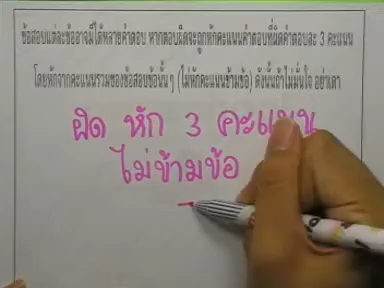 ข้อสอบแต่ละข้ออาจมีได้หลายคำตอบ หากตอบผิดจะถูกหักคะแนนคำตอบที่ผิดคำตอบละ 3 คะแนน
โดยหักจากคะแนนรวมของข้อสอบข้อนั้นๆ (ไม่หักคะแนนข้ามข้อ) ดังนั้นถ้าไม่มั่นใจ อย่าเดา
ผิด หัก 3 คะแนน
ไม่ข้ามข้อ